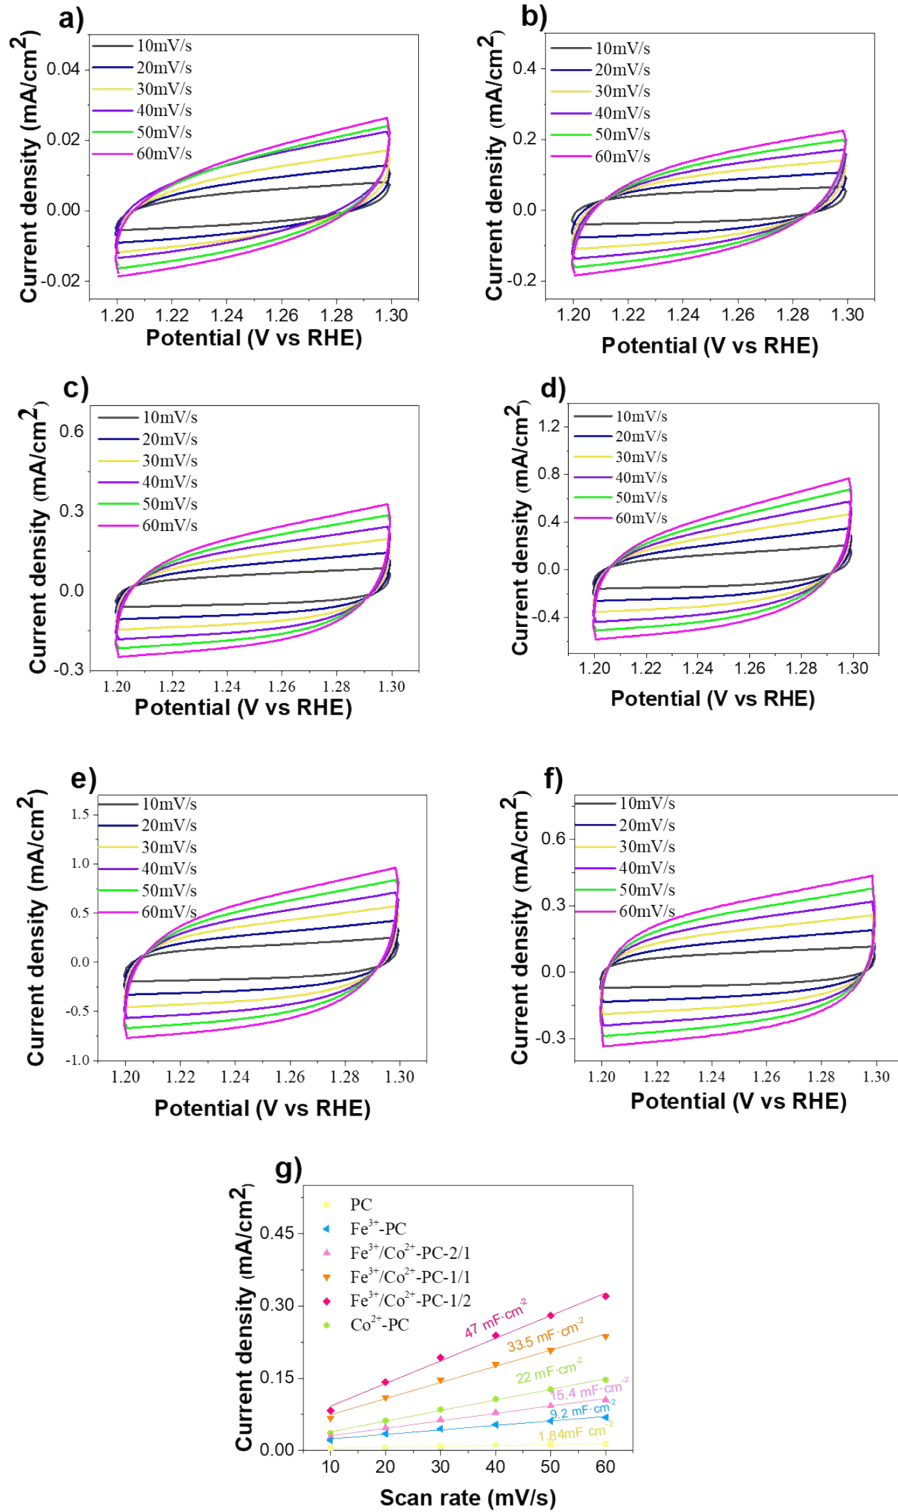 a)
Current density (mA/cm2)
0.04
0.02
0.00
-0.02
10mV/s
20mV/s
30mV/s
40mV/s
50mV/s
60mV/s
1.20 1.22 1.24 1.26 1.28 1.30
Potential (V vs RHE)
b)
Current density (mA/cm2)
0.4
0.2
0.0
-0.2
10mV/s
20mV/s
30mV/s
40mV/s
50mV/s
60mV/s
1.20 1.22 1.24 1.26 1.28 1.30
Potential (V vs RHE)
c)
Current density (mA/cm2)
0.6
0.3
0.0
-0.3
10mV/s
20mV/s
30mV/s
40mV/s
50mV/s
60mV/s
1.20 1.22 1.24 1.26 1.28 1.30
Potential (V vs RHE)
d)
Current density (mA/cm2)
1.2
0.8
0.4
0.0
-0.4
10mV/s
20mV/s
30mV/s
40mV/s
50mV/s
60mV/s
1.20 1.22 1.24 1.26 1.28 1.30
Potential (V vs RHE)
e)
Current density (mA/cm2)
1.5
1.0
0.5
0.0
-0.5
-1.0
10mV/s
20mV/s
30mV/s
40mV/s
50mV/s
60mV/s
1.20 1.22 1.24 1.26 1.28 1.30
Potential (V vs RHE)
f)
Current density (mA/cm2)
0.6
0.3
0.0
-0.3
10mV/s
20mV/s
30mV/s
40mV/s
50mV/s
60mV/s
1.20 1.22 1.24 1.26 1.28 1.30
Potential (V vs RHE)
g)
Current density (mA/cm2)
0.45
0.30
0.15
0.00
PC
Fe3+-PC
Fe3+/Co2+-PC-2/1
Fe3+/Co2+-PC-1/1
Fe3+/Co2+-PC-1/2
Co2+-PC
47 mF·cm-2
33.5 mF·cm-2
22 mF·cm-2
15.4 mF·cm-2
9.2 mF·cm-2
1.84mF cm-2
10 20 30 40 50 60
Scan rate (mV/s)